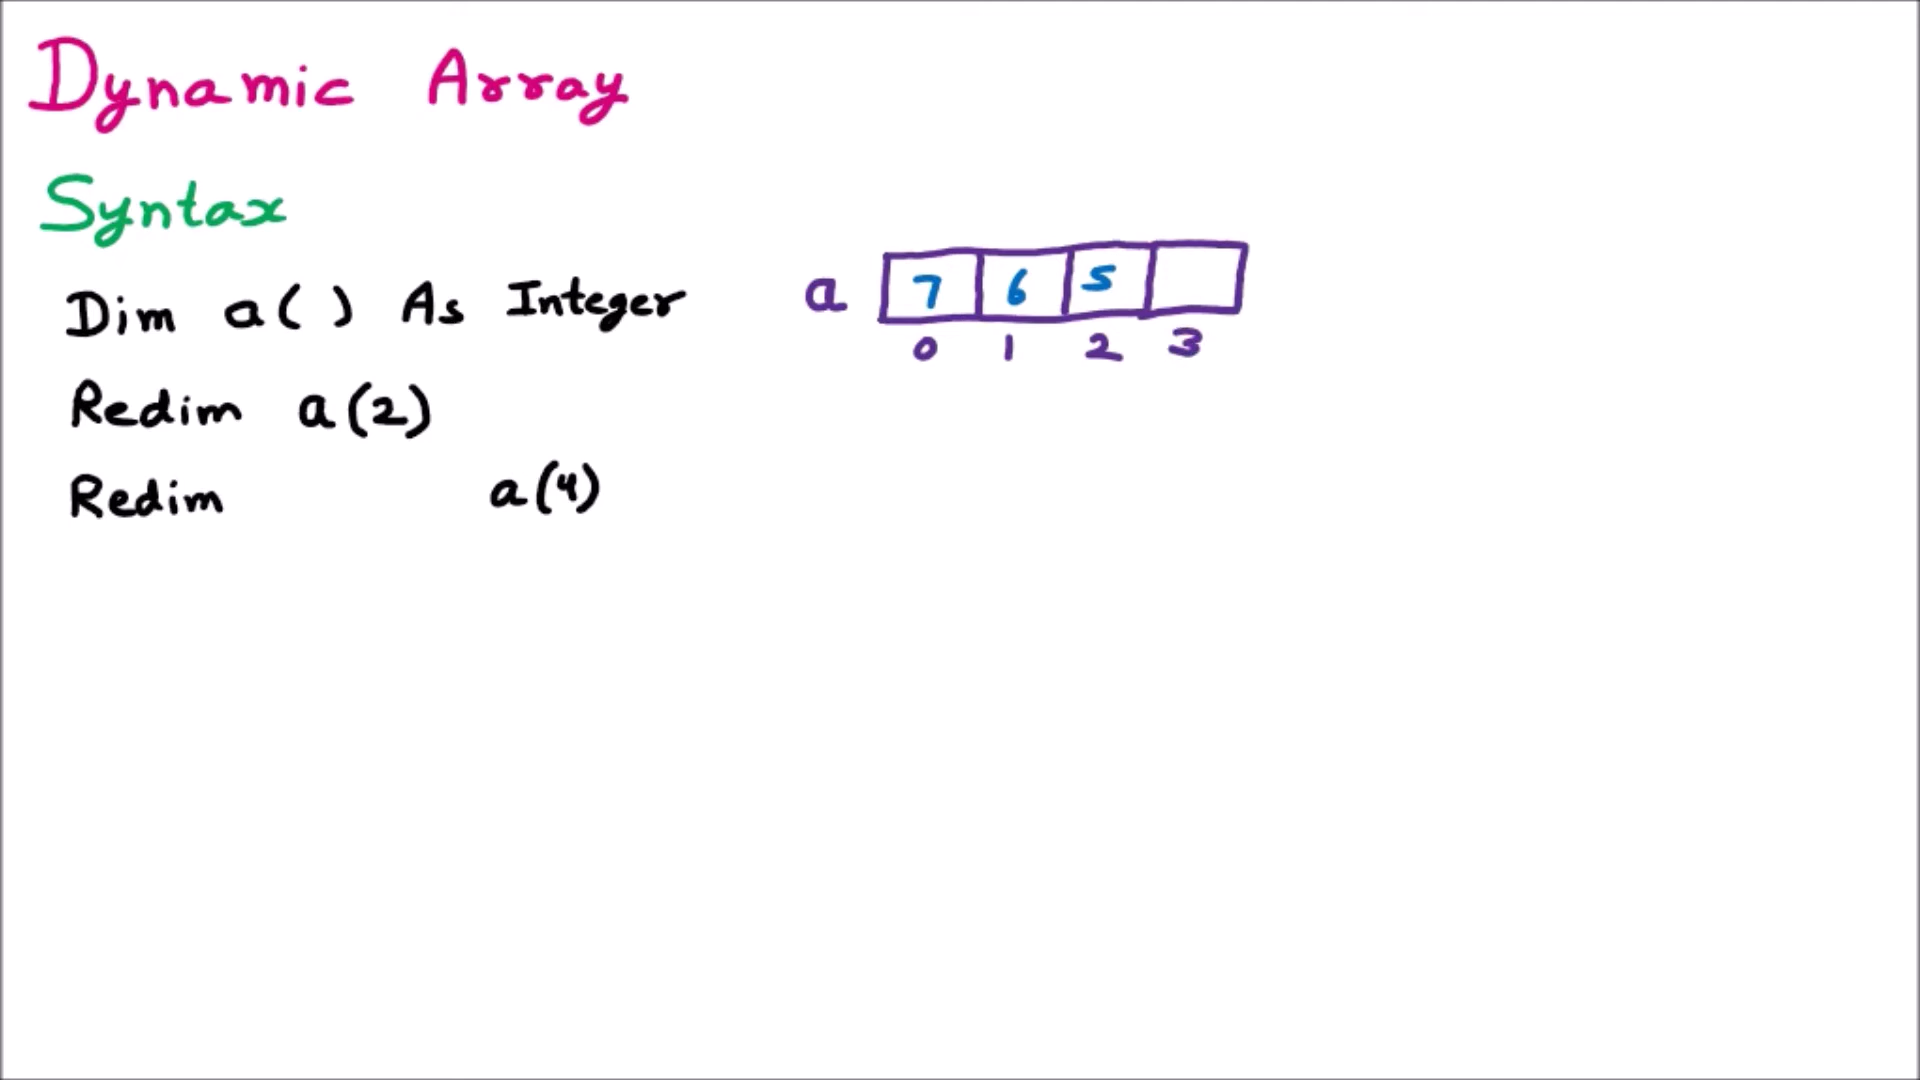 Dynamic Array
Syntax
Dim a( ) As Integer
Redim a(2)
Redim a(4)
a 7 6 5
0 1 2 3